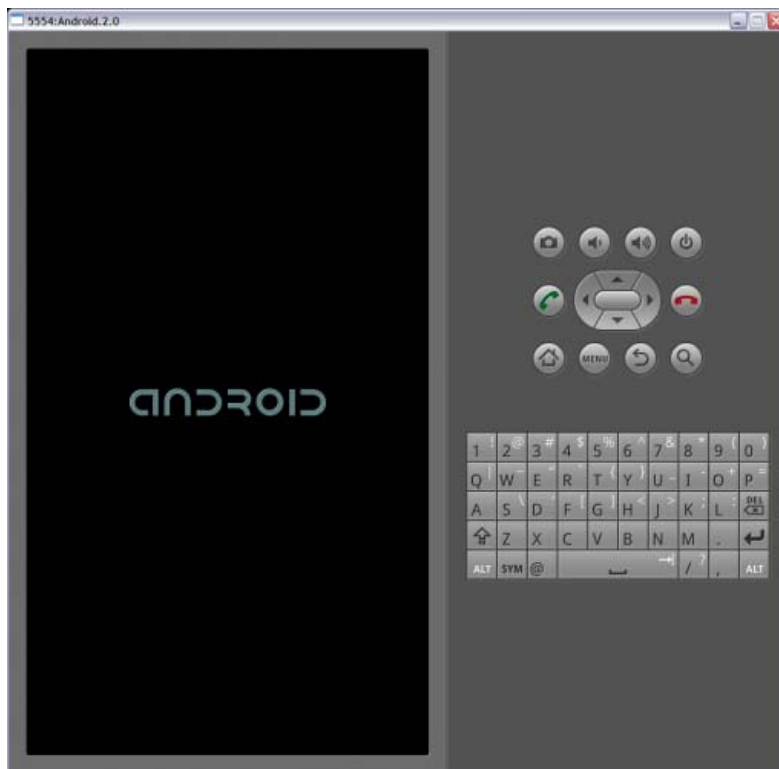 5554:Android.2.0
ANDROID
MENU
1 ! 2 @ 3 # 4 $ 5 % 6 ^ 7 & 8 * 9 ( 0 )
Q | W ~ E " R ` T { Y } U _ I - O + P =
A S \ D ' F [ G ] H < J > K ; L : DEL
Z X C V B N M .
ALT SYM @ / ? , ALT